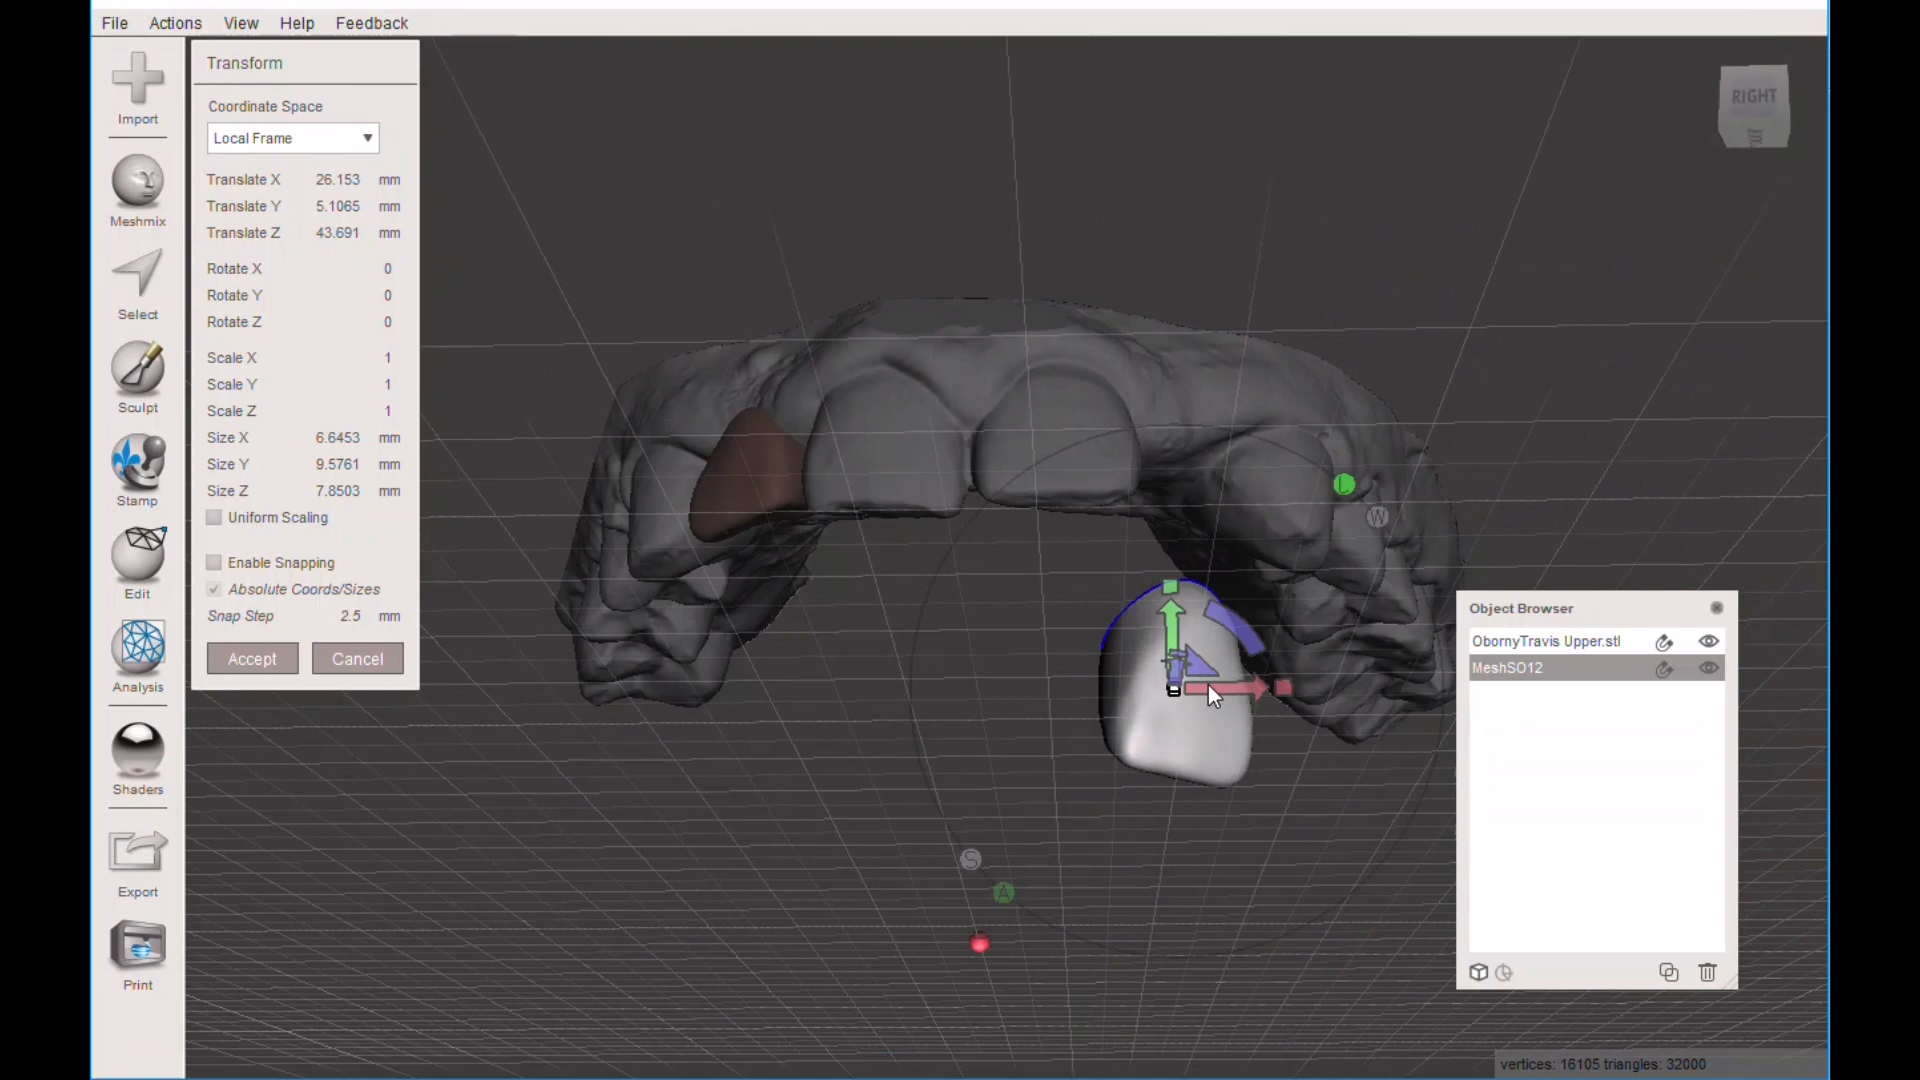 File Actions View Help Feedback
Import
Meshmix
Select
Sculpt
Stamp
Edit
Analysis
Shaders
Export
Print
Transform
Coordinate Space
Local Frame
Translate X 26.153 mm
Translate Y 5.1065 mm
Translate Z 43.691 mm
Rotate X 0
Rotate Y 0
Rotate Z 0
Scale X 1
Scale Y 1
Scale Z 1
Size X 6.6453 mm
Size Y 9.5761 mm
Size Z 7.8503 mm
Uniform Scaling
Enable Snapping
Absolute Coords/Sizes
Snap Step 2.5 mm
Accept Cancel
RIGHT
L
W
S
A
Object Browser
ObornyTravis Upper.stl
MeshSO12
vertices: 16105 triangles: 32000